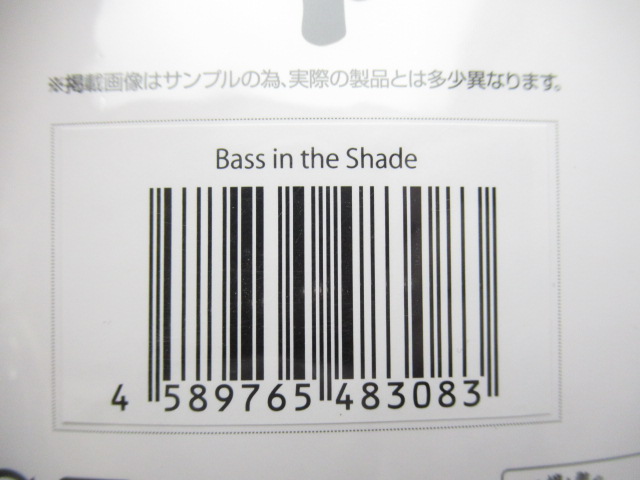 ※掲載画像はサンプルの為、実際の製品とは多少異なります。
Bass in the Shade
4 589765 483083